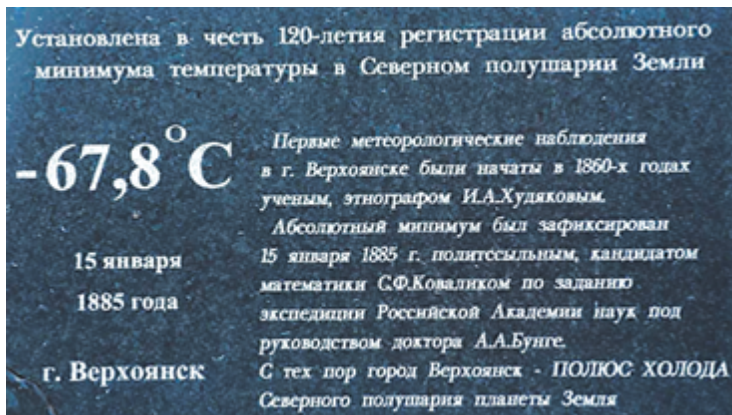 Установлена в честь 120-летия регистрации абсолютного
минимума температуры в Северном полушарии Земли
-67,8°С
15 января
1885 года
г. Верхоянск
Первые метеорологические наблюдения
в г. Верхоянске были начаты в 1860-х годах
ученым, этнографом И.А.Худяковым.
Абсолютный минимум был зафиксирован
15 января 1885 г. политссыльным, кандидатом
математики С.Ф.Коваликом по заданию
экспедиции Российской Академии наук под
руководством доктора А.А.Бунге.
С тех пор город Верхоянск - ПОЛЮС ХОЛОДА
Северного полушария планеты Земля